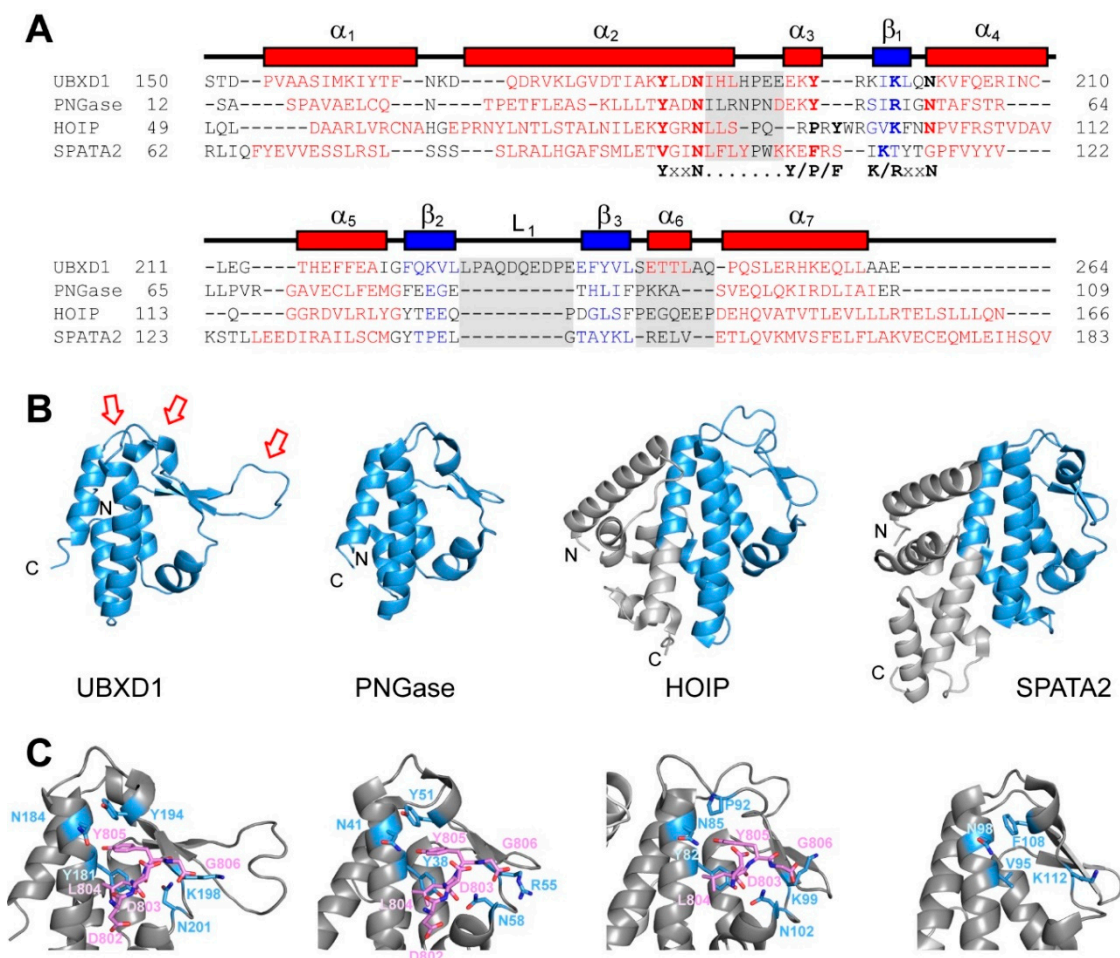 A
α1 α2 α3 β1 α4
UBXD1 150 STD-PVAASIMKIYTF--NKD----QDRVKLGVDTIAKYLDNIHLHPEEEKY--RKIKLQNKVFQERINC- 210
PNGase 12 SA----SPAVAELCQ--N----TPETFLEAS-KLLLTYADNILRNPNDEKY--RSIRIGNTAFSTR---- 64
HOIP 49 LQL----DAARLVRCNAHGEPRNYLNTLSTALNILEKYGRNLLS-PQ--RPRYWRGVKFNNPVFRSTVDAV 112
SPATA2 62 RLIQFYEVVESSLRSL--SSS--SLRALHGAFSMLETVGINLFLYPWKKEFRS--IKTYTGPFVYYV---- 122
YxxN.......Y/P/F K/RxxN
α5 β2 L1 β3 α6 α7
UBXD1 211 -LEG----THEFFEAIGFQKVLLPAQDQEDPEEFYVLSETTLAQ-PQSLERHKEQLLAAE--- 264
PNGase 65 LLPVR---GAVECLFEMGFEEGE----------THLIFPKKA---SVEQLQKIRDLIAIER-- 109
HOIP 113 --Q-----GGRDVLRLYGYTEEQ----------PDGLSFPEGQEEPDEHQVATVTLEVLLLRTELSLLLQN---- 166
SPATA2 123 KSTLLEEDIRAILSCMGYTPEL----------GTAYKL-RELV--ETLQVKMVSFELFLAKVECEQMLEIHSQV 183
B
N
C
UBXD1
C
N
PNGase
N
C
HOIP
N
C
SPATA2
C
N184
Y194
Y805
G806
Y181
L804
K198
D803
N201
D802
Y51
N41
Y805
G806
Y38
D803
R55
L804
N58
D802
P92
N85
Y805
G806
Y82
D803
L804
K99
N102
N98
F108
V95
K112